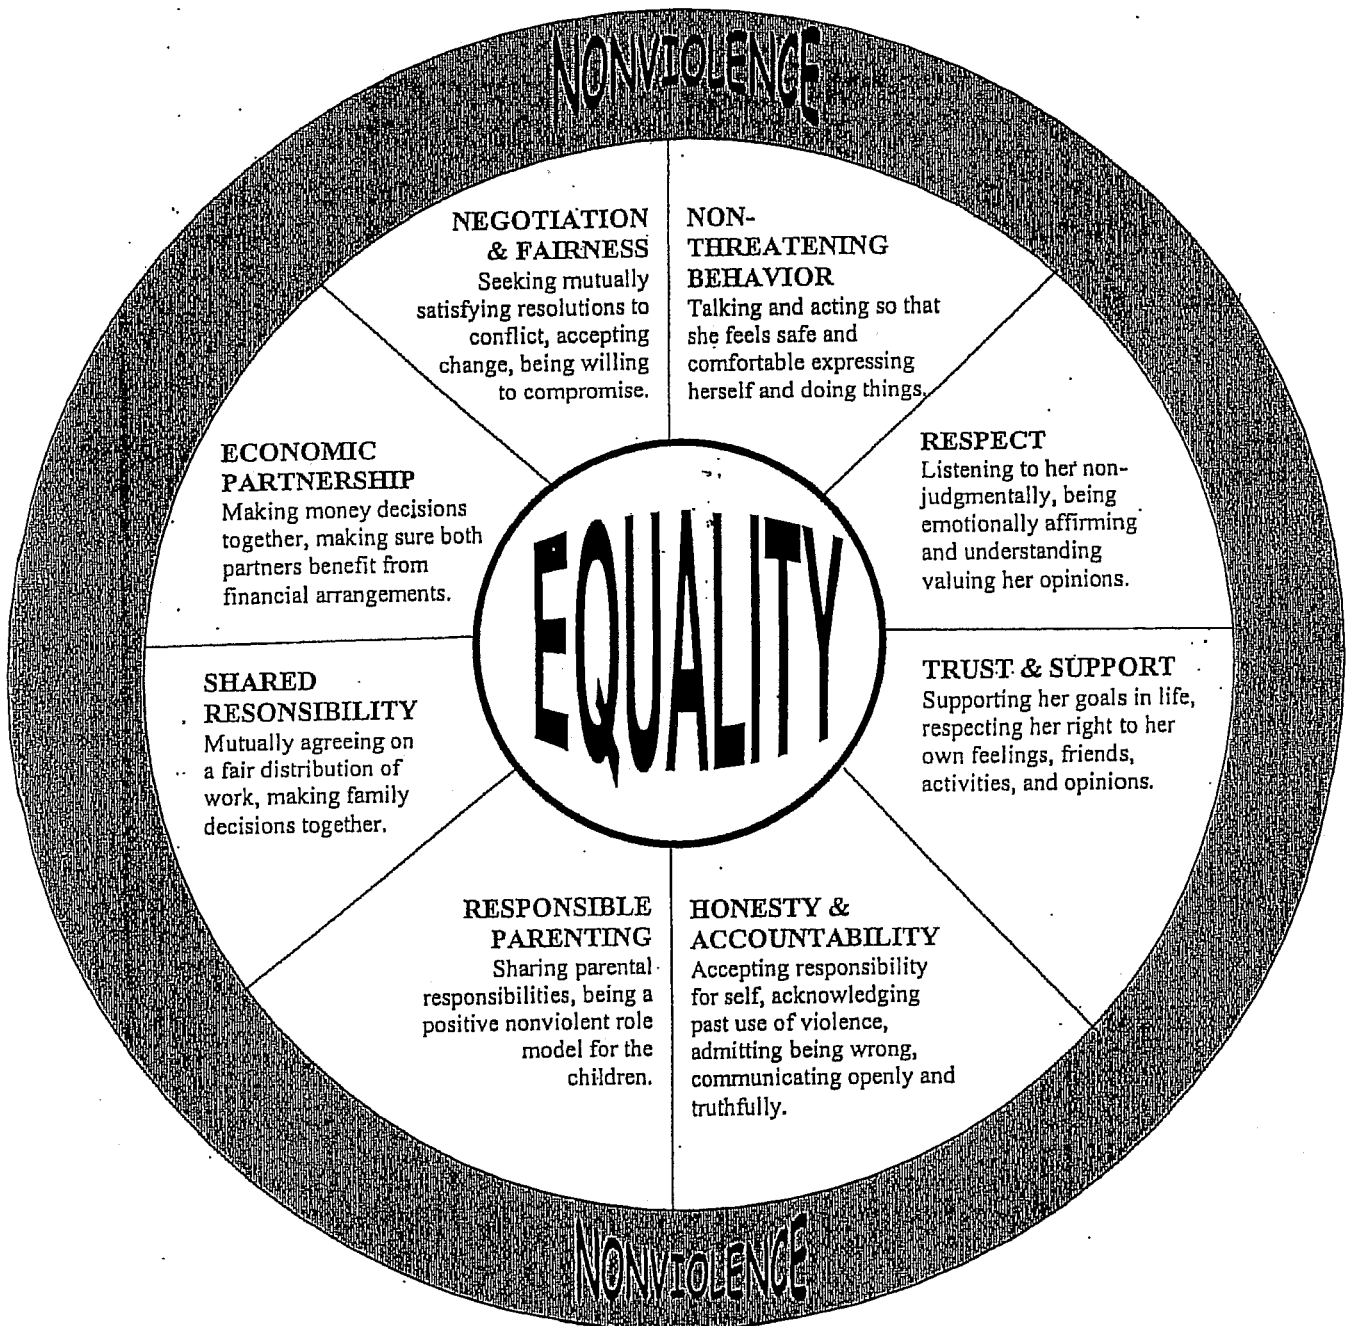 NONVIOLENCE
NEGOTIATION
& FAIRNESS
Seeking mutually
satisfying resolutions to
conflict, accepting
change, being willing
to compromise.
NON-
THREATENING
BEHAVIOR
Talking and acting so that
she feels safe and
comfortable expressing
herself and doing things.
RESPECT
Listening to her non-
judgmentally, being
emotionally affirming
and understanding
valuing her opinions.
TRUST & SUPPORT
Supporting her goals in life,
respecting her right to her
own feelings, friends,
activities, and opinions.
HONESTY &
ACCOUNTABILITY
Accepting responsibility
for self, acknowledging
past use of violence,
admitting being wrong,
communicating openly and
truthfully.
RESPONSIBLE
PARENTING
Sharing parental
responsibilities, being a
positive nonviolent role
model for the
children.
SHARED
RESONSIBILITY
Mutually agreeing on
a fair distribution of
work, making family
decisions together.
ECONOMIC
PARTNERSHIP
Making money decisions
together, making sure both
partners benefit from
financial arrangements.
EQUALITY
NONVIOLENCE